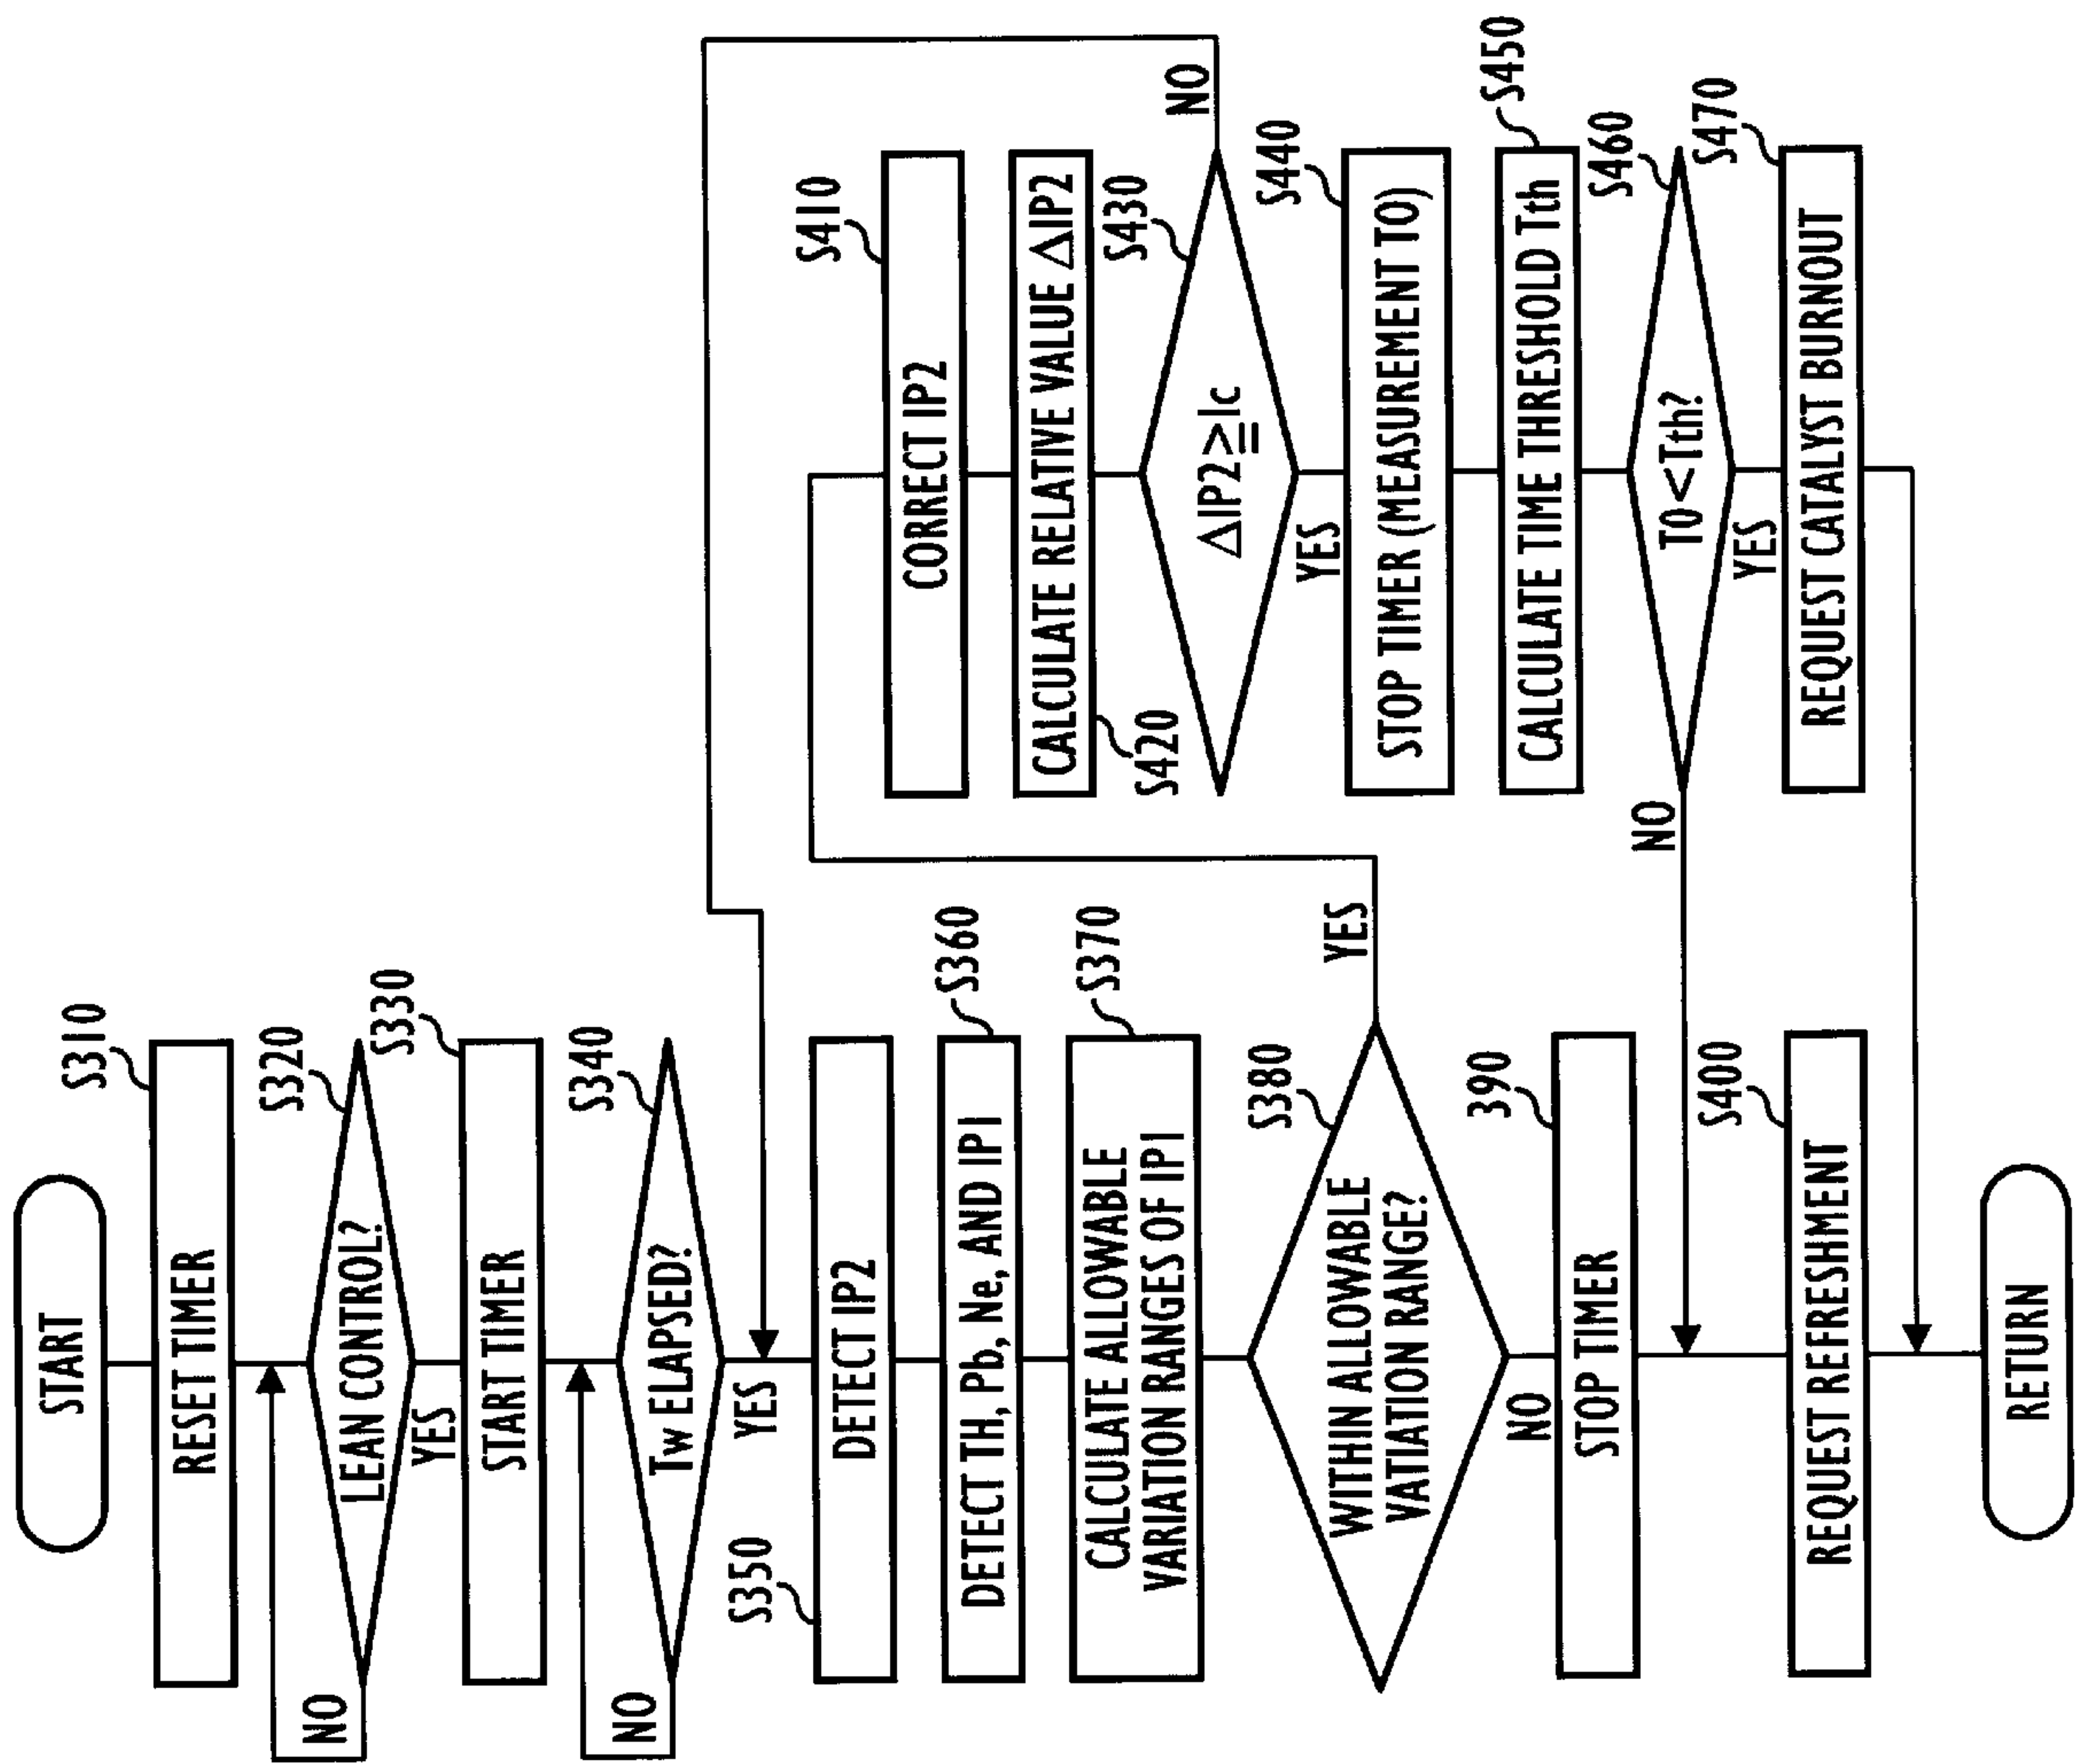 START
S310
RESET TIMER
S320
LEAN CONTROL?
NO
YES
S330
START TIMER
S340
Tw ELAPSED?
NO
YES
S350
DETECT IP2
S360
DETECT TH, Pb, Ne, AND IP1
S370
CALCULATE ALLOWABLE
VARIATION RANGES OF IP1
S380
WITHIN ALLOWABLE
VATIATION RANGE?
YES
NO
390
STOP TIMER
S400
REQUEST REFRESHMENT
RETURN
S410
CORRECT IP2
CALCULATE RELATIVE VALUE △IP2
S420
S430
△IP2≧Ic
NO
YES
S440
STOP TIMER (MEASUREMENT TO)
S450
CALCULATE TIME THRESHOLD Tth
S460
TO<Tth?
NO
YES
S470
REQUEST CATALYST BURNOUT